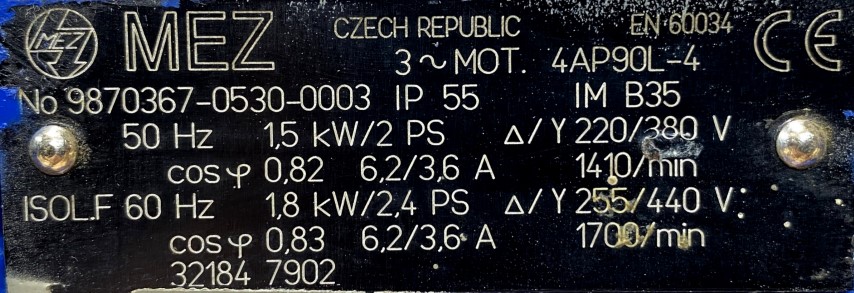 MEZ MEZ CZECH REPUBLIC EN 60034 CE
3 ~ MOT. 4AP90L-4
No 9870367-0530-0003 IP 55 IM B35
50 Hz 1,5 kW/2 PS Δ/Y 220/380 V
cos φ 0,82 6,2/3,6 A 1410/min
ISOL.F 60 Hz 1,8 kW/2,4 PS Δ/Y 255/440 V
cos φ 0,83 6,2/3,6 A 1700/min
32184 7902